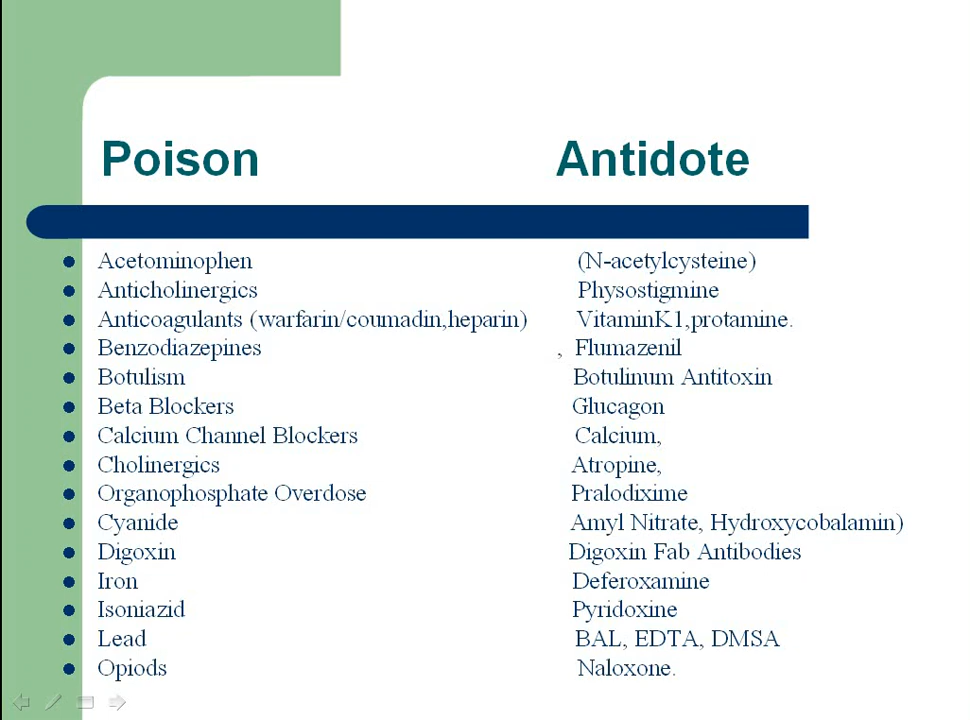 Poison Antidote
Acetominophen (N-acetylcysteine)
Anticholinergics Physostigmine
Anticoagulants (warfarin/coumadin,heparin) VitaminK1,protamine.
Benzodiazepines , Flumazenil
Botulism Botulinum Antitoxin
Beta Blockers Glucagon
Calcium Channel Blockers Calcium,
Cholinergics Atropine,
Organophosphate Overdose Pralodixime
Cyanide Amyl Nitrate, Hydroxycobalamin)
Digoxin Digoxin Fab Antibodies
Iron Deferoxamine
Isoniazid Pyridoxine
Lead BAL, EDTA, DMSA
Opiods Naloxone.